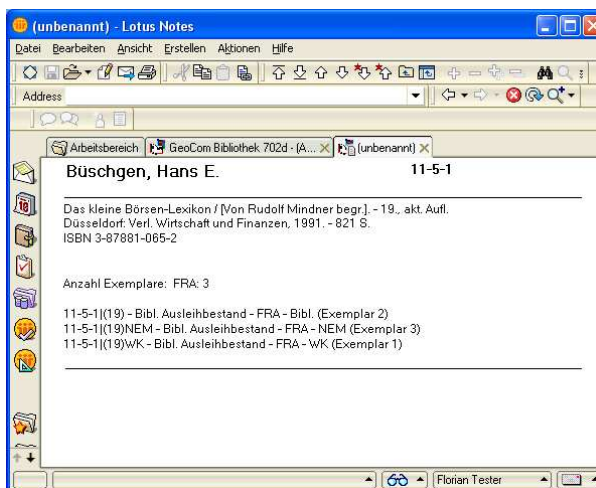 (unbenannt) - Lotus Notes
Datei Bearbeiten Ansicht Erstellen Aktionen Hilfe
Address
Arbeitsbereich GeoCom Bibliothek 702d - (A... (unbenannt)
Büschgen, Hans E. 11-5-1
Das kleine Börsen-Lexikon / [Von Rudolf Mindner begr.]. - 19., akt. Aufl.
Düsseldorf: Verl. Wirtschaft und Finanzen, 1991. - 821 S.
ISBN 3-87881-065-2
Anzahl Exemplare: FRA: 3
11-5-1|(19) - Bibl. Ausleihbestand - FRA - Bibl. (Exemplar 2)
11-5-1|(19)NEM - Bibl. Ausleihbestand - FRA - NEM (Exemplar 3)
11-5-1|(19)WK - Bibl. Ausleihbestand - FRA - WK (Exemplar 1)
Florian Tester